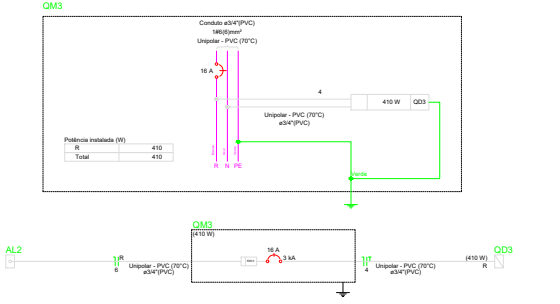 QM3
Conduto ø3/4"(PVC)
1#6(6)mm²
Unipolar - PVC (70°C)
16 A
4
410 W QD3
Unipolar - PVC (70°C)
ø3/4"(PVC)
Potência instalada (W)
R 410
Total 410
R N PE
Verde
QM3
(410 W)
AL2
R
6
Unipolar - PVC (70°C)
ø3/4"(PVC)
16 A
3 kA
4
Unipolar - PVC (70°C)
ø3/4"(PVC)
(410 W)
R
QD3